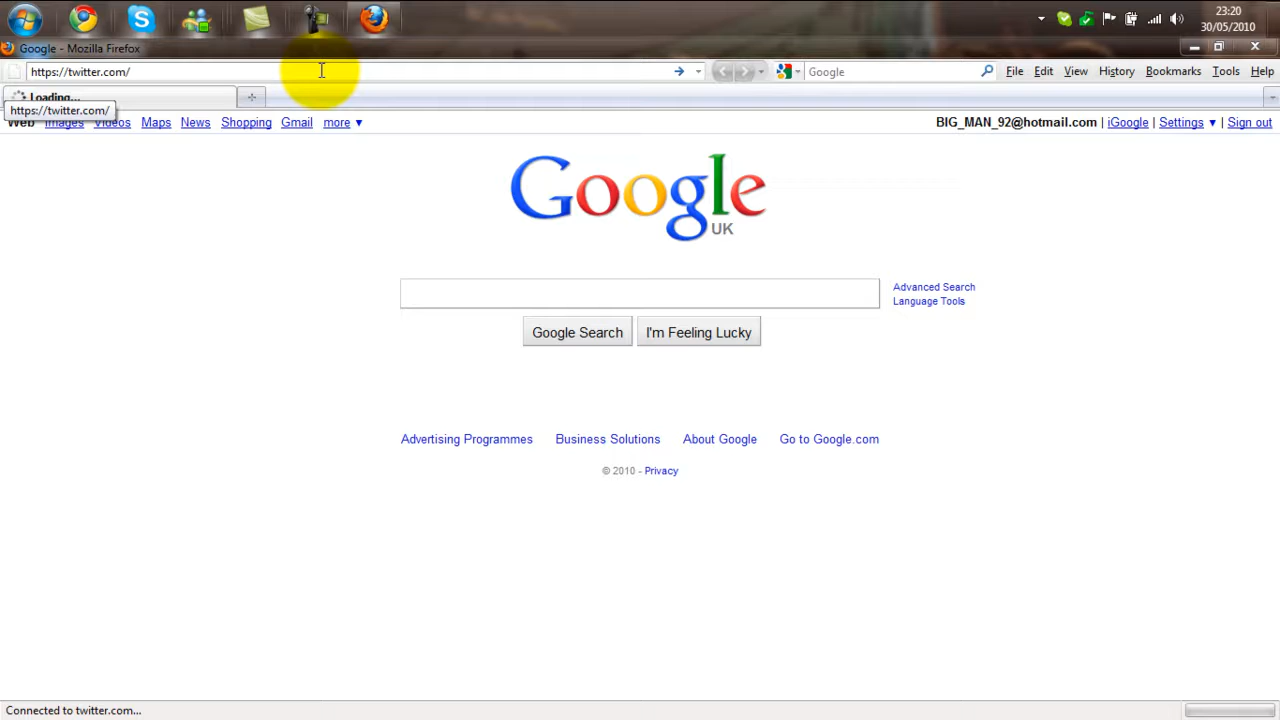 23:20
30/05/2010
Google - Mozilla Firefox
https://twitter.com/
Google
File Edit View History Bookmarks Tools Help
Loading...
https://twitter.com/
Web Images Videos Maps News Shopping Gmail more ▼
BIG_MAN_92@hotmail.com | iGoogle | Settings ▼ | Sign out
Google
UK
Advanced Search
Language Tools
Google Search I'm Feeling Lucky
Advertising Programmes Business Solutions About Google Go to Google.com
© 2010 - Privacy
Connected to twitter.com...